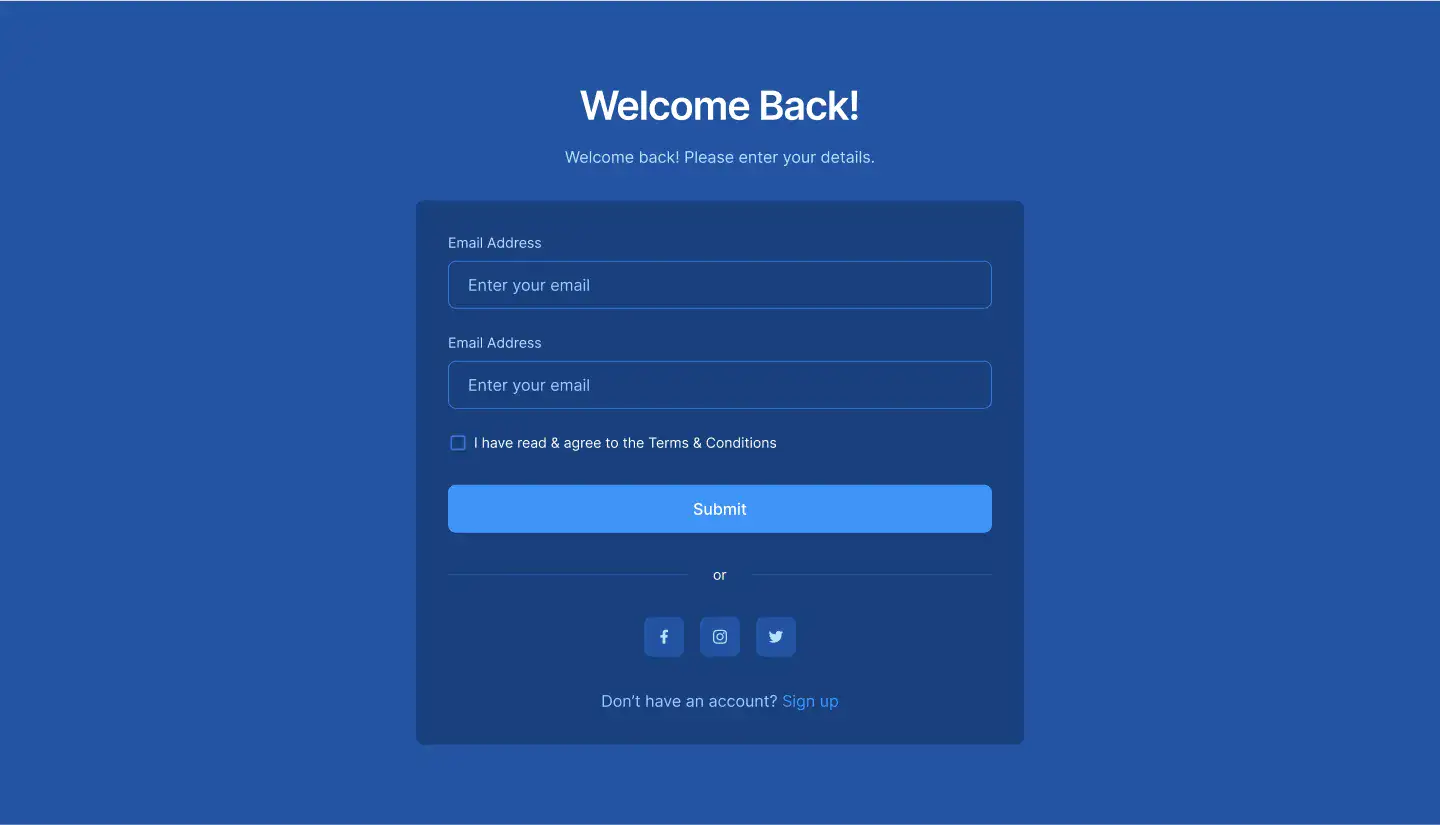 Welcome Back!
Welcome back! Please enter your details.
Email Address
Enter your email
Email Address
Enter your email
I have read & agree to the Terms & Conditions
Submit
or
Don’t have an account? Sign up